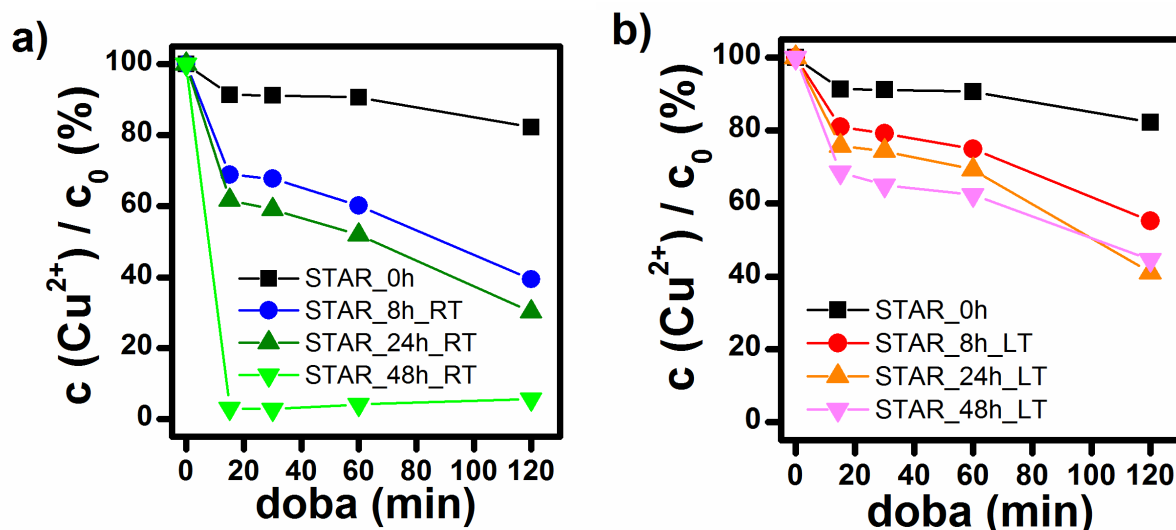 a)
c (Cu²⁺) / c₀ (%)
100
80
60
40
20
0
STAR_0h
STAR_8h_RT
STAR_24h_RT
STAR_48h_RT
0 20 40 60 80 100 120
doba (min)
b)
c (Cu²⁺) / c₀ (%)
100
80
60
40
20
0
STAR_0h
STAR_8h_LT
STAR_24h_LT
STAR_48h_LT
0 20 40 60 80 100 120
doba (min)